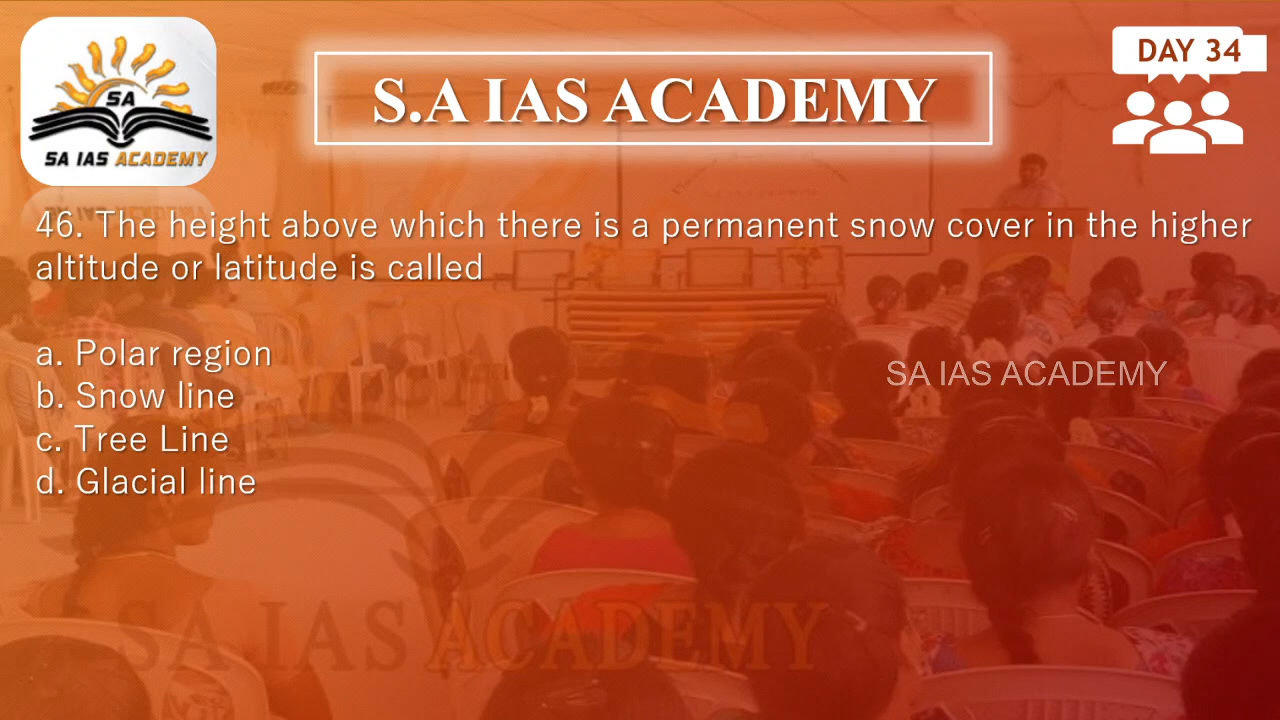 SA
SA IAS ACADEMY
S.A IAS ACADEMY
DAY 34
46. The height above which there is a permanent snow cover in the higher
altitude or latitude is called
a. Polar region
b. Snow line
c. Tree Line
d. Glacial line
SA IAS ACADEMY
SA IAS ACADEMY